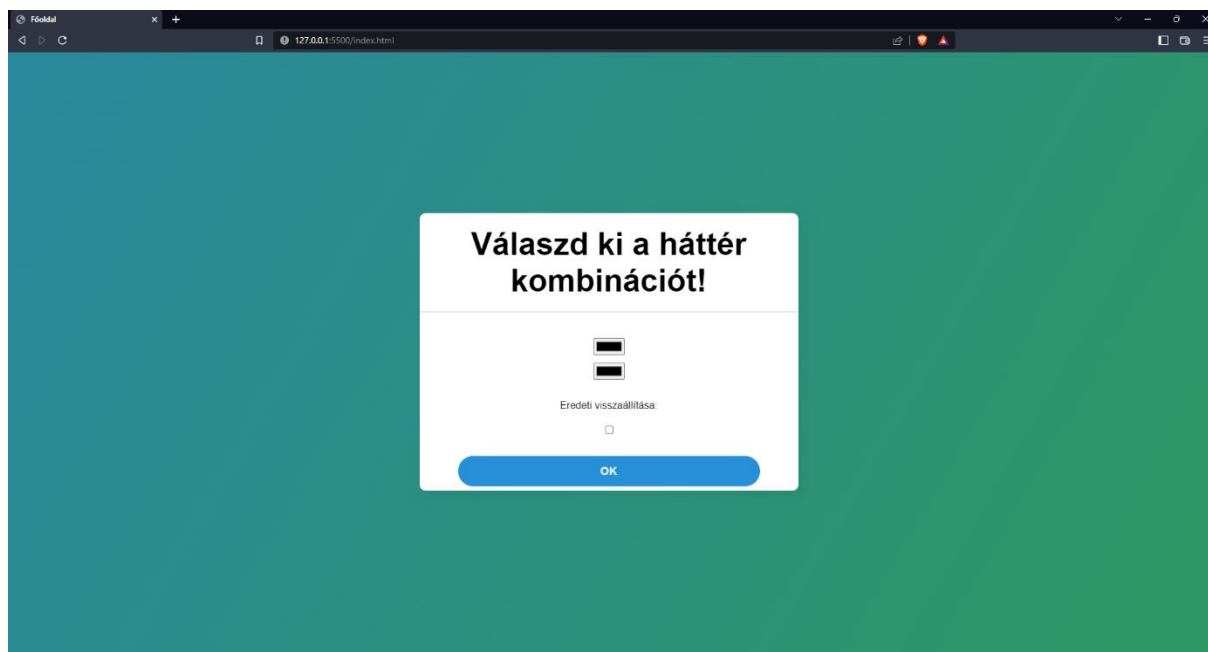 Főoldal
127.0.0.1:5500/index.html
Válaszd ki a háttér
kombinációt!
Eredeti visszaállítása:
OK